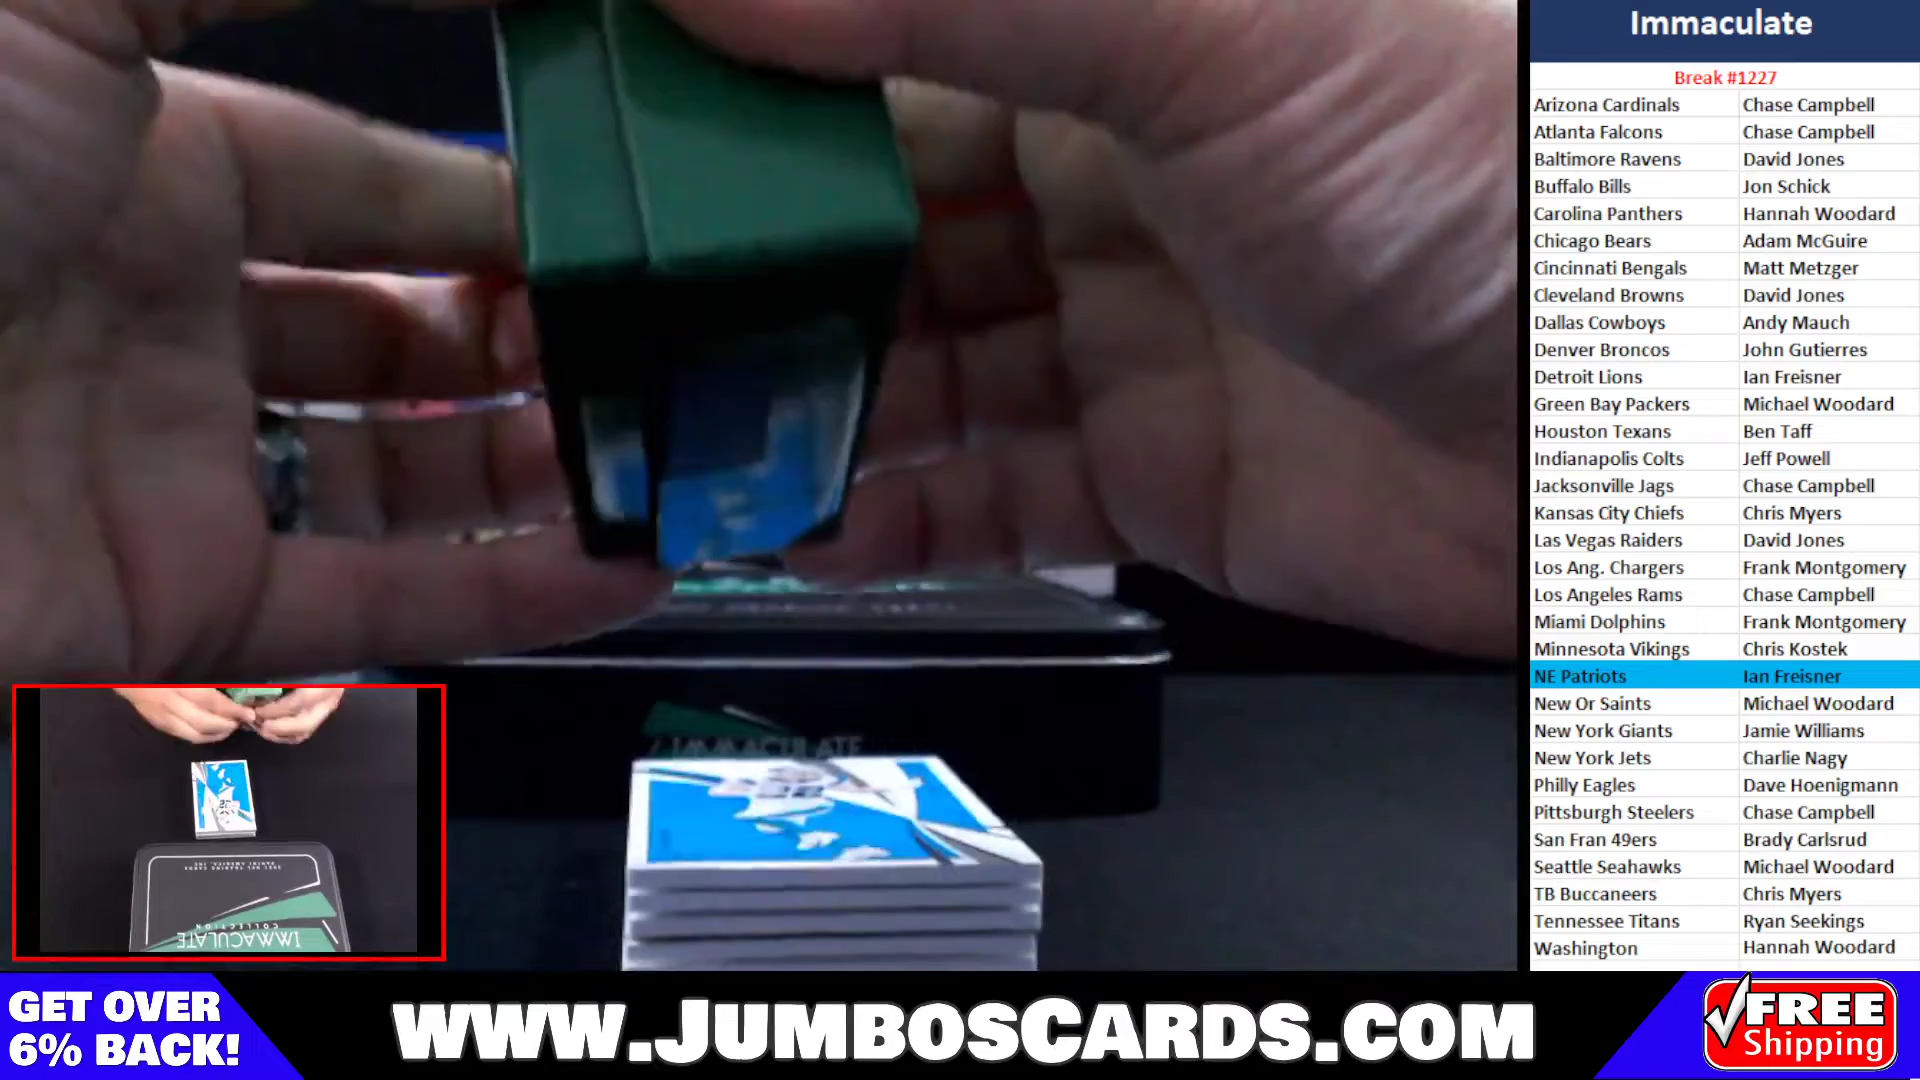 Immaculate
Break #1227
Arizona Cardinals Chase Campbell
Atlanta Falcons Chase Campbell
Baltimore Ravens David Jones
Buffalo Bills Jon Schick
Carolina Panthers Hannah Woodard
Chicago Bears Adam McGuire
Cincinnati Bengals Matt Metzger
Cleveland Browns David Jones
Dallas Cowboys Andy Mauch
Denver Broncos John Gutierres
Detroit Lions Ian Freisner
Green Bay Packers Michael Woodard
Houston Texans Ben Taff
Indianapolis Colts Jeff Powell
Jacksonville Jags Chase Campbell
Kansas City Chiefs Chris Myers
Las Vegas Raiders David Jones
Los Ang. Chargers Frank Montgomery
Los Angeles Rams Chase Campbell
Miami Dolphins Frank Montgomery
Minnesota Vikings Chris Kostek
NE Patriots Ian Freisner
New Or Saints Michael Woodard
New York Giants Jamie Williams
New York Jets Charlie Nagy
Philly Eagles Dave Hoenigmann
Pittsburgh Steelers Chase Campbell
San Fran 49ers Brady Carlsrud
Seattle Seahawks Michael Woodard
TB Buccaneers Chris Myers
Tennessee Titans Ryan Seekings
Washington Hannah Woodard
IMMACULATE
IMMACULATE
COLLECTION
GET OVER
6% BACK!
WWW.JUMBOSCARDS.COM
FREE
Shipping